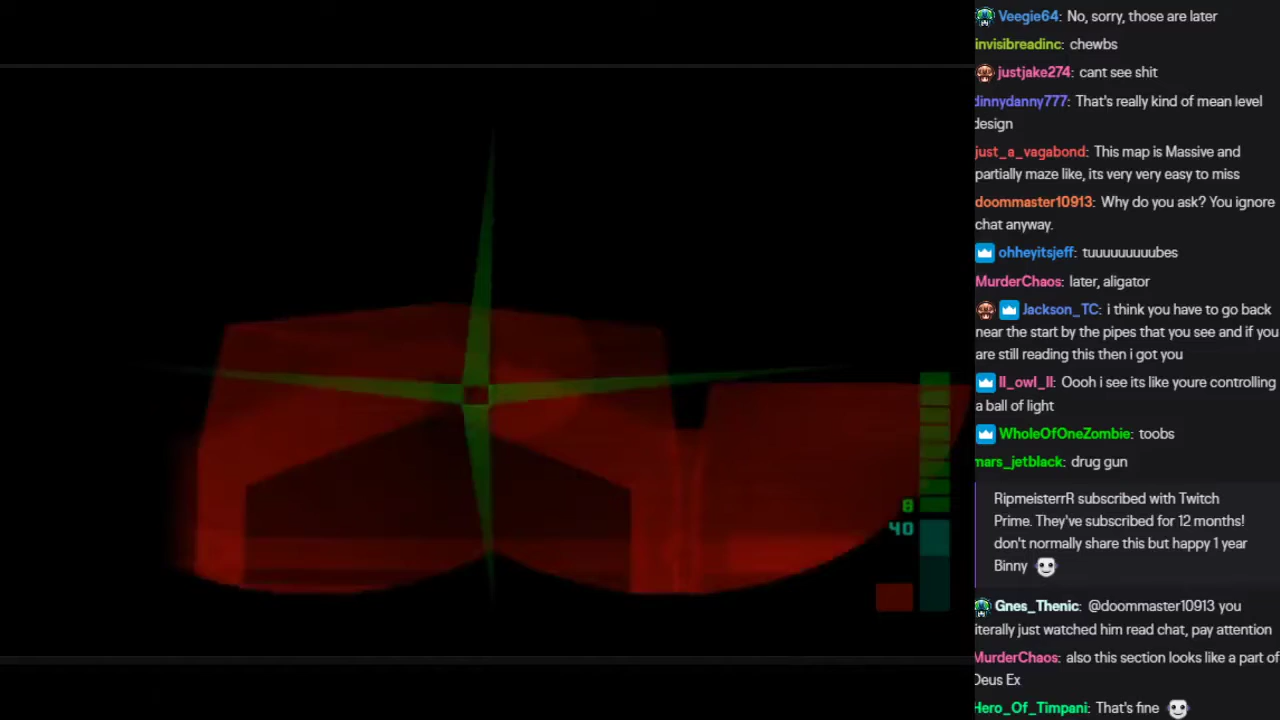 Veegie64: No, sorry, those are later
invisibreadinc: chewbs
justjake274: cant see shit
dinnydanny777: That's really kind of mean level
design
just_a_vagabond: This map is Massive and
partially maze like, its very very easy to miss
doommaster10913: Why do you ask? You ignore
chat anyway.
ohheyitsjeff: tuuuuuuuuubes
MurderChaos: later, aligator
Jackson_TC: i think you have to go back
near the start by the pipes that you see and if you
are still reading this then i got you
ll_owl_ll: Oooh i see its like youre controlling
a ball of light
WholeOfOneZombie: toobs
mars_jetblack: drug gun
RipmeisterrR subscribed with Twitch
Prime. They've subscribed for 12 months!
don't normally share this but happy 1 year
Binny
Gnes_Thenic: @doommaster10913 you
literally just watched him read chat, pay attention
MurderChaos: also this section looks like a part of
Deus Ex
Hero_Of_Timpani: That's fine
8
40